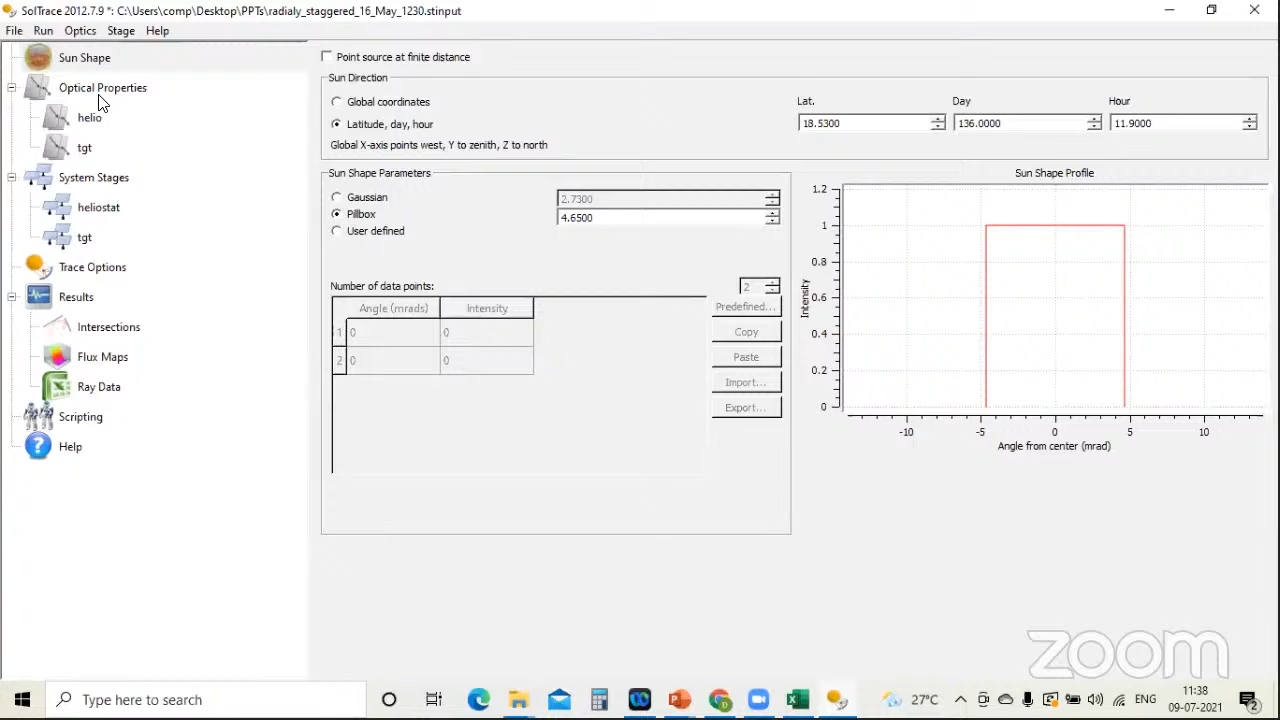 SolTrace 2012.7.9 *: C:\Users\comp\Desktop\PPTs\radialy_staggered_16_May_1230.stinput
File Run Optics Stage Help
Sun Shape
Optical Properties
helio
tgt
System Stages
heliostat
tgt
Trace Options
Results
Intersections
Flux Maps
Ray Data
Scripting
Help
Point source at finite distance
Sun Direction
Global coordinates
Latitude, day, hour
Global X-axis points west, Y to zenith, Z to north
Lat. Day Hour
18.5300 136.0000 11.9000
Sun Shape Parameters
Gaussian 2.7300
Pillbox 4.6500
User defined
Number of data points: 2
Angle (mrads) Intensity
1 0 0
2 0 0
Predefined...
Copy
Paste
Import...
Export...
Sun Shape Profile
1.2
1
0.8
0.6
0.4
0.2
0
Intensity
-10 -5 0 5 10
Angle from center (mrad)
zoom
Type here to search
27°C ENG 11:38 09-07-2021 2